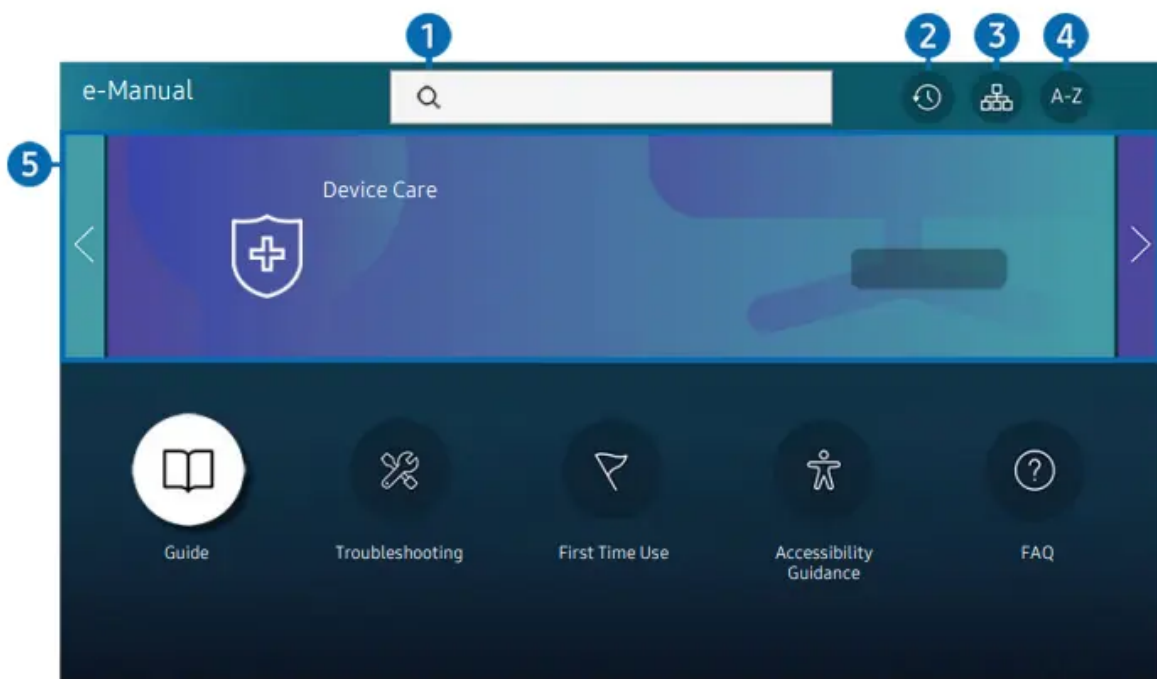 1
2
3
4
e-Manual
A-Z
5
Device Care
Guide
Troubleshooting
First Time Use
Accessibility
Guidance
FAQ